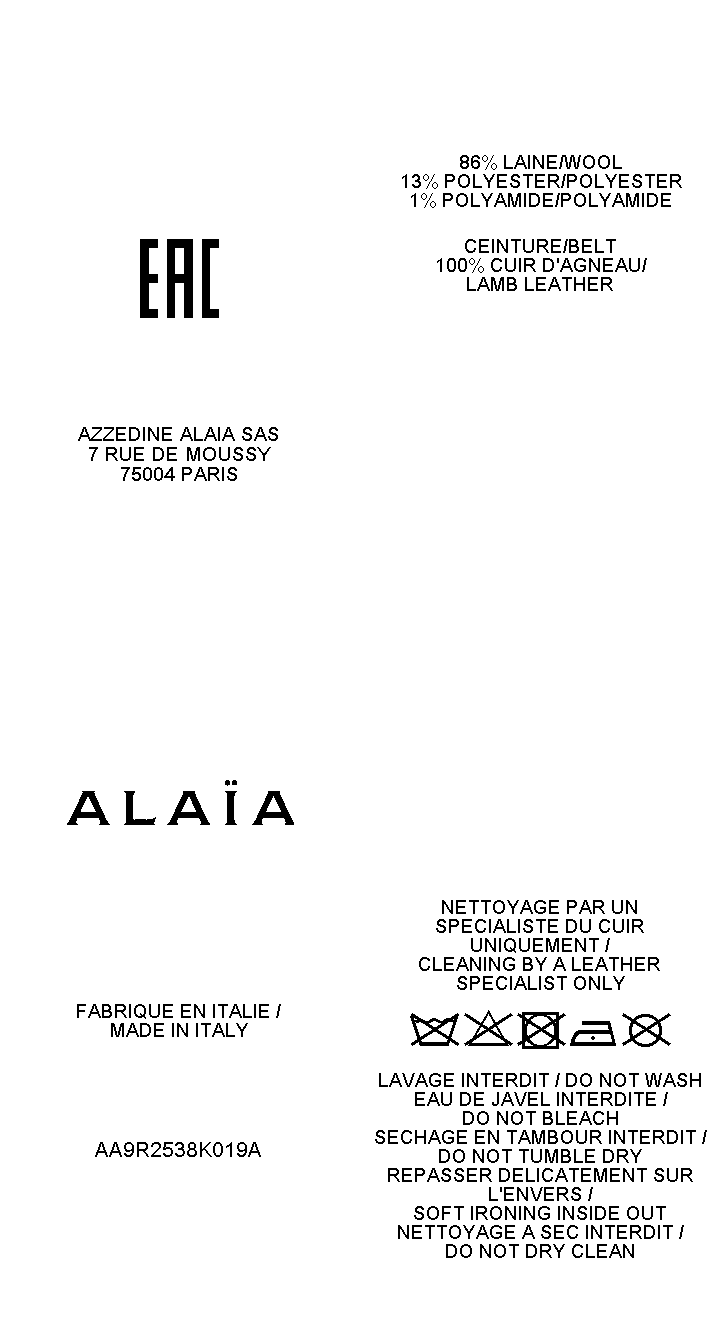 EAC
AZZEDINE ALAIA SAS
7 RUE DE MOUSSY
75004 PARIS
ALAÏA
FABRIQUE EN ITALIE /
MADE IN ITALY
AA9R2538K019A
86% LAINE/WOOL
13% POLYESTER/POLYESTER
1% POLYAMIDE/POLYAMIDE
CEINTURE/BELT
100% CUIR D'AGNEAU/
LAMB LEATHER
NETTOYAGE PAR UN
SPECIALISTE DU CUIR
UNIQUEMENT /
CLEANING BY A LEATHER
SPECIALIST ONLY
LAVAGE INTERDIT / DO NOT WASH
EAU DE JAVEL INTERDITE /
DO NOT BLEACH
SECHAGE EN TAMBOUR INTERDIT /
DO NOT TUMBLE DRY
REPASSER DELICATEMENT SUR
L'ENVERS /
SOFT IRONING INSIDE OUT
NETTOYAGE A SEC INTERDIT /
DO NOT DRY CLEAN